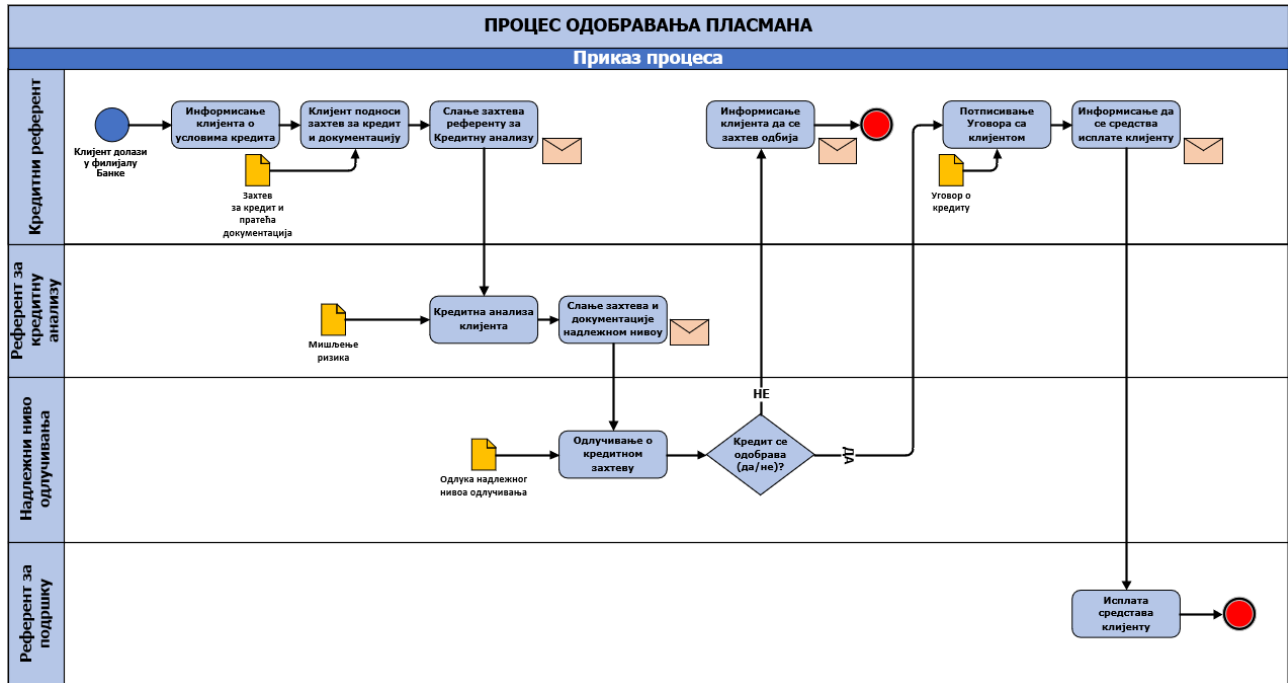 ПРОЦЕС ОДОБРАВАЊА ПЛАСМАНА
Приказ процеса
Кредитни референт
Клијент долази
у филијалу
Банке
Информисање
клијента о
условима кредита
Клијент подноси
захтев за кредит
и документацију
Слање захтева
референту за
Кредитну анализу
Захтев
за кредит и
пратећа
документација
Информисање
клијента да се
захтев одбија
Потписивање
Уговора са
клијентом
Информисање да
се средства
исплате клијенту
Уговор о
кредиту
Референт за
кредитну
анализу
Мишљење
ризика
Кредитна анализа
клијента
Слање захтева и
документације
надлежном нивоу
Надлежни ниво
одлучивања
Одлука надлежног
нивоа одлучивања
Одлучивање о
кредитном
захтеву
НЕ
Кредит се
одобрава
(да/не)?
ДА
Референт за
подршку
Исплата
средстава
клијенту